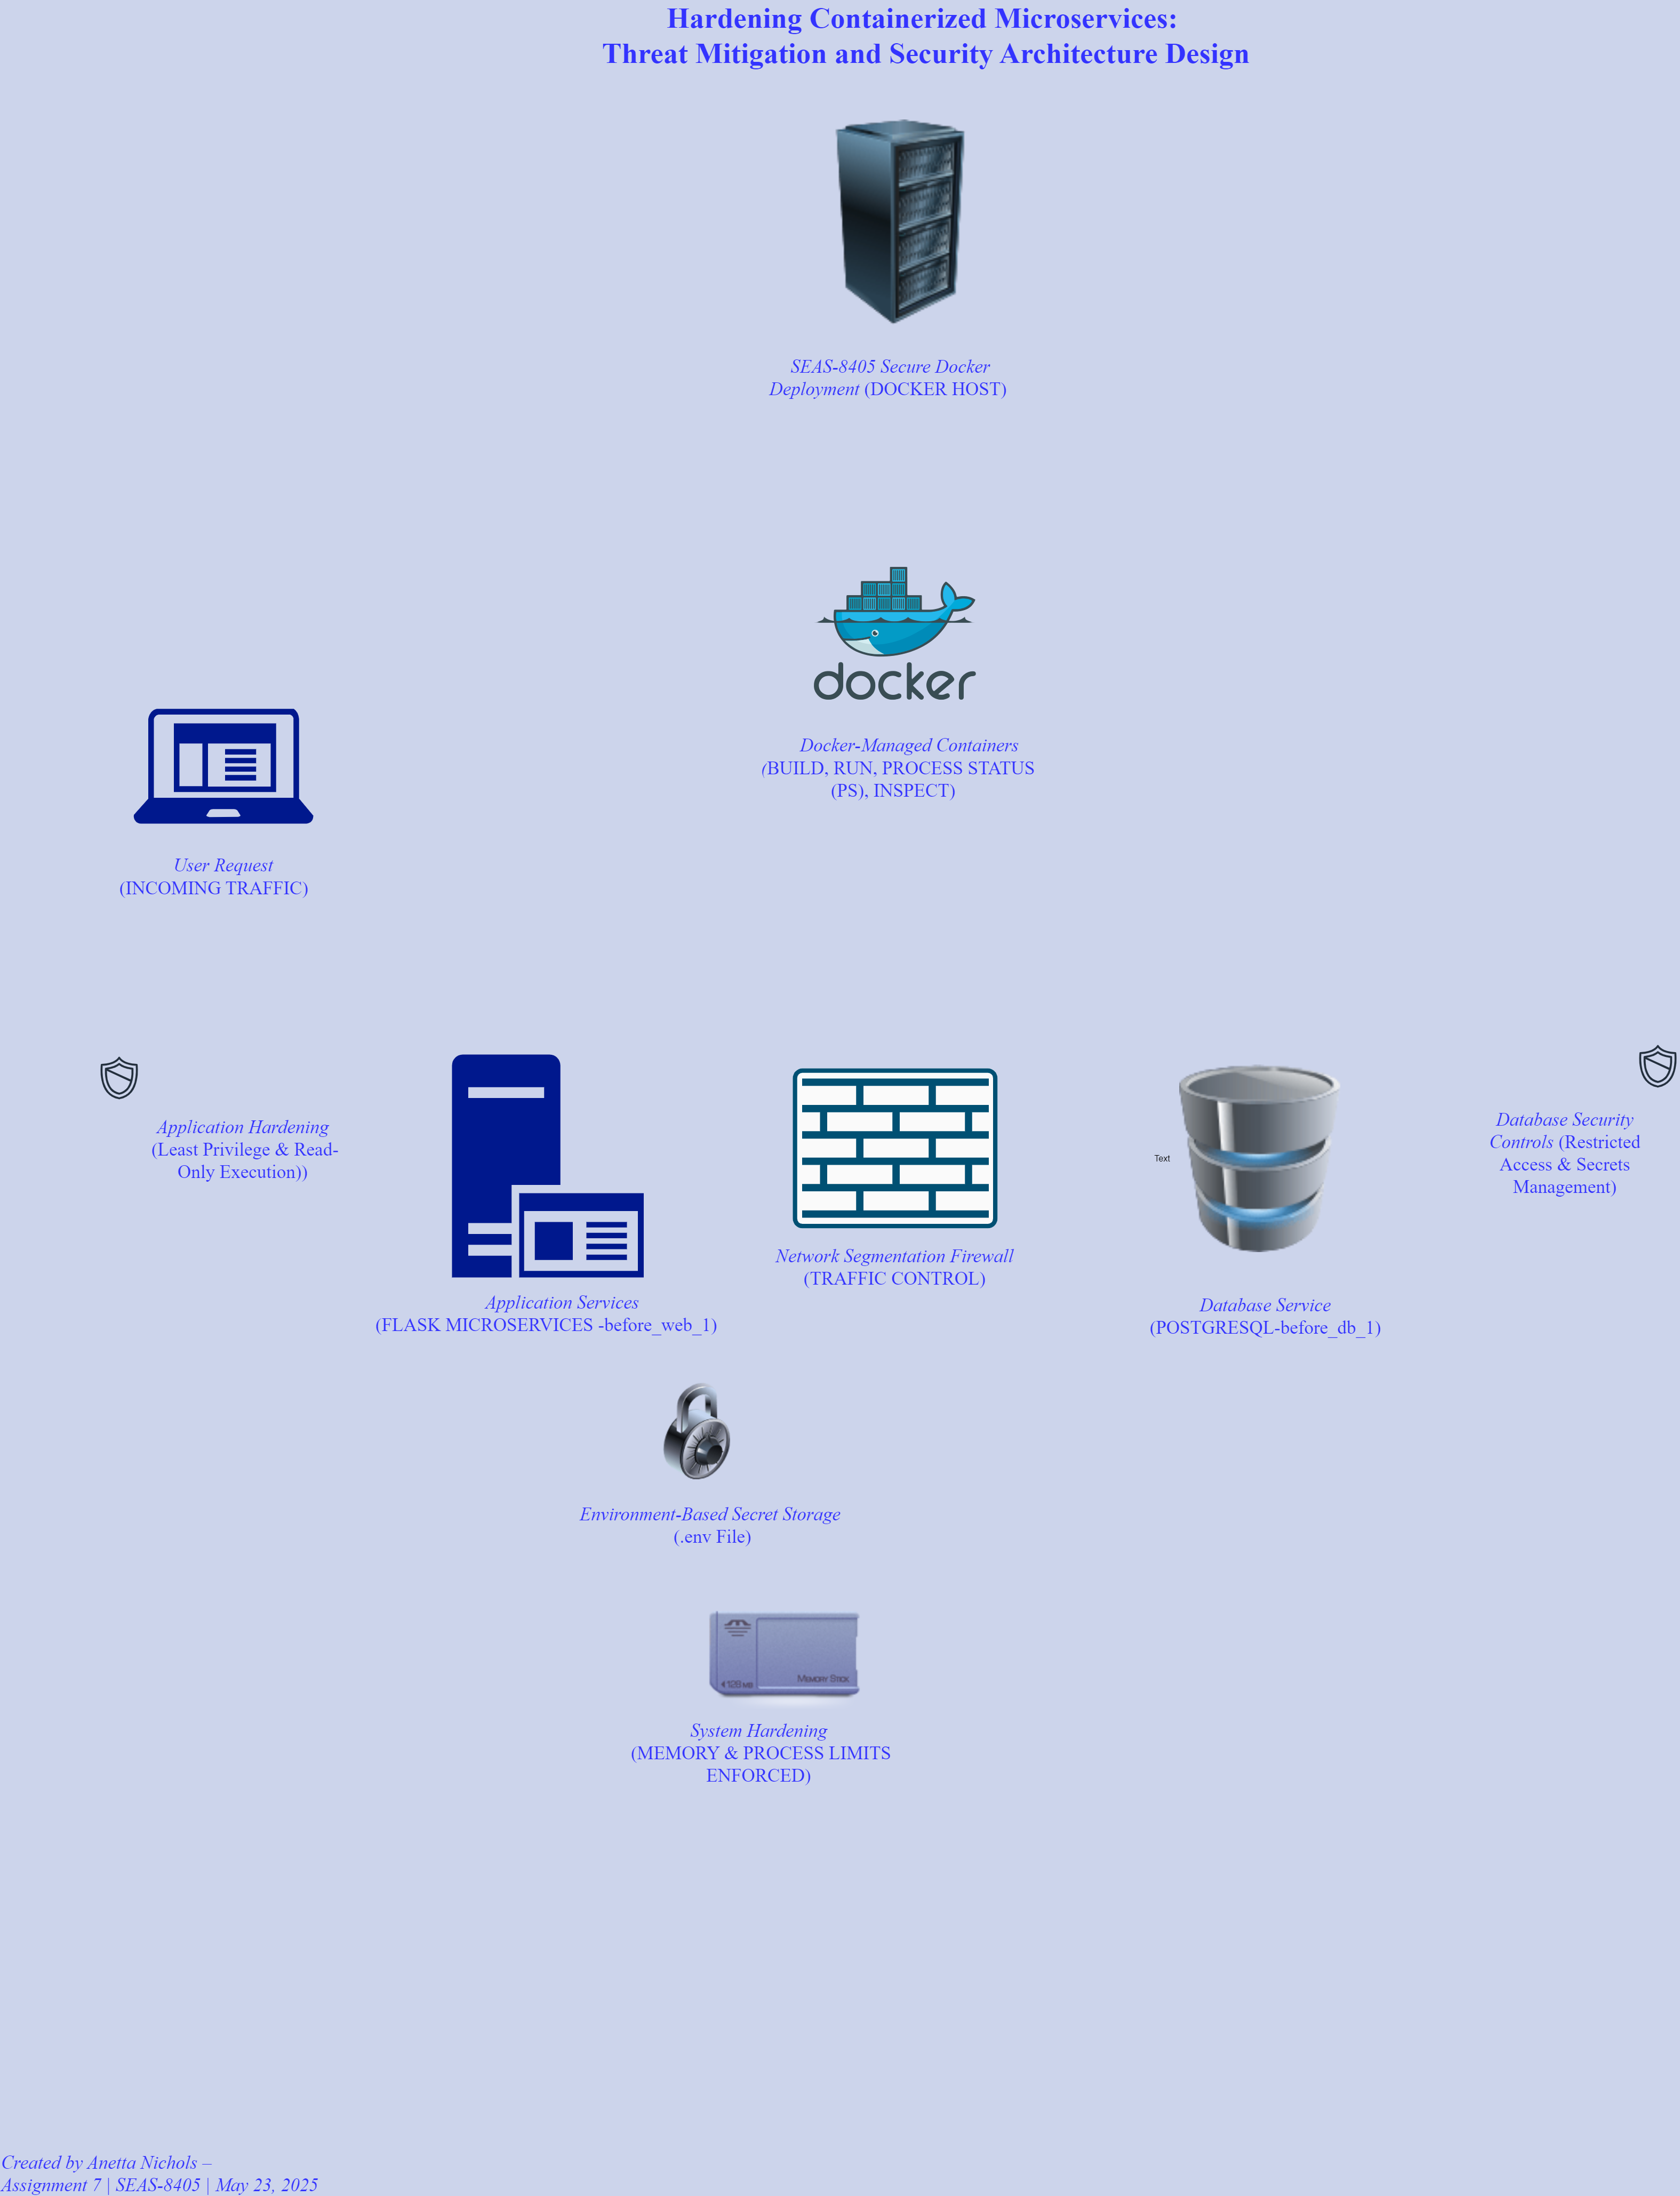 Hardening Containerized Microservices:
Threat Mitigation and Security Architecture Design
SEAS-8405 Secure Docker
Deployment (DOCKER HOST)
docker
Docker-Managed Containers
(BUILD, RUN, PROCESS STATUS
(PS), INSPECT)
User Request
(INCOMING TRAFFIC)
Application Hardening
(Least Privilege & Read-
Only Execution))
Application Services
(FLASK MICROSERVICES -before_web_1)
Network Segmentation Firewall
(TRAFFIC CONTROL)
Text
Database Service
(POSTGRESQL-before_db_1)
Database Security
Controls (Restricted
Access & Secrets
Management)
Environment-Based Secret Storage
(.env File)
128 MB
Memory Stick
System Hardening
(MEMORY & PROCESS LIMITS
ENFORCED)
Created by Anetta Nichols –
Assignment 7 | SEAS-8405 | May 23, 2025